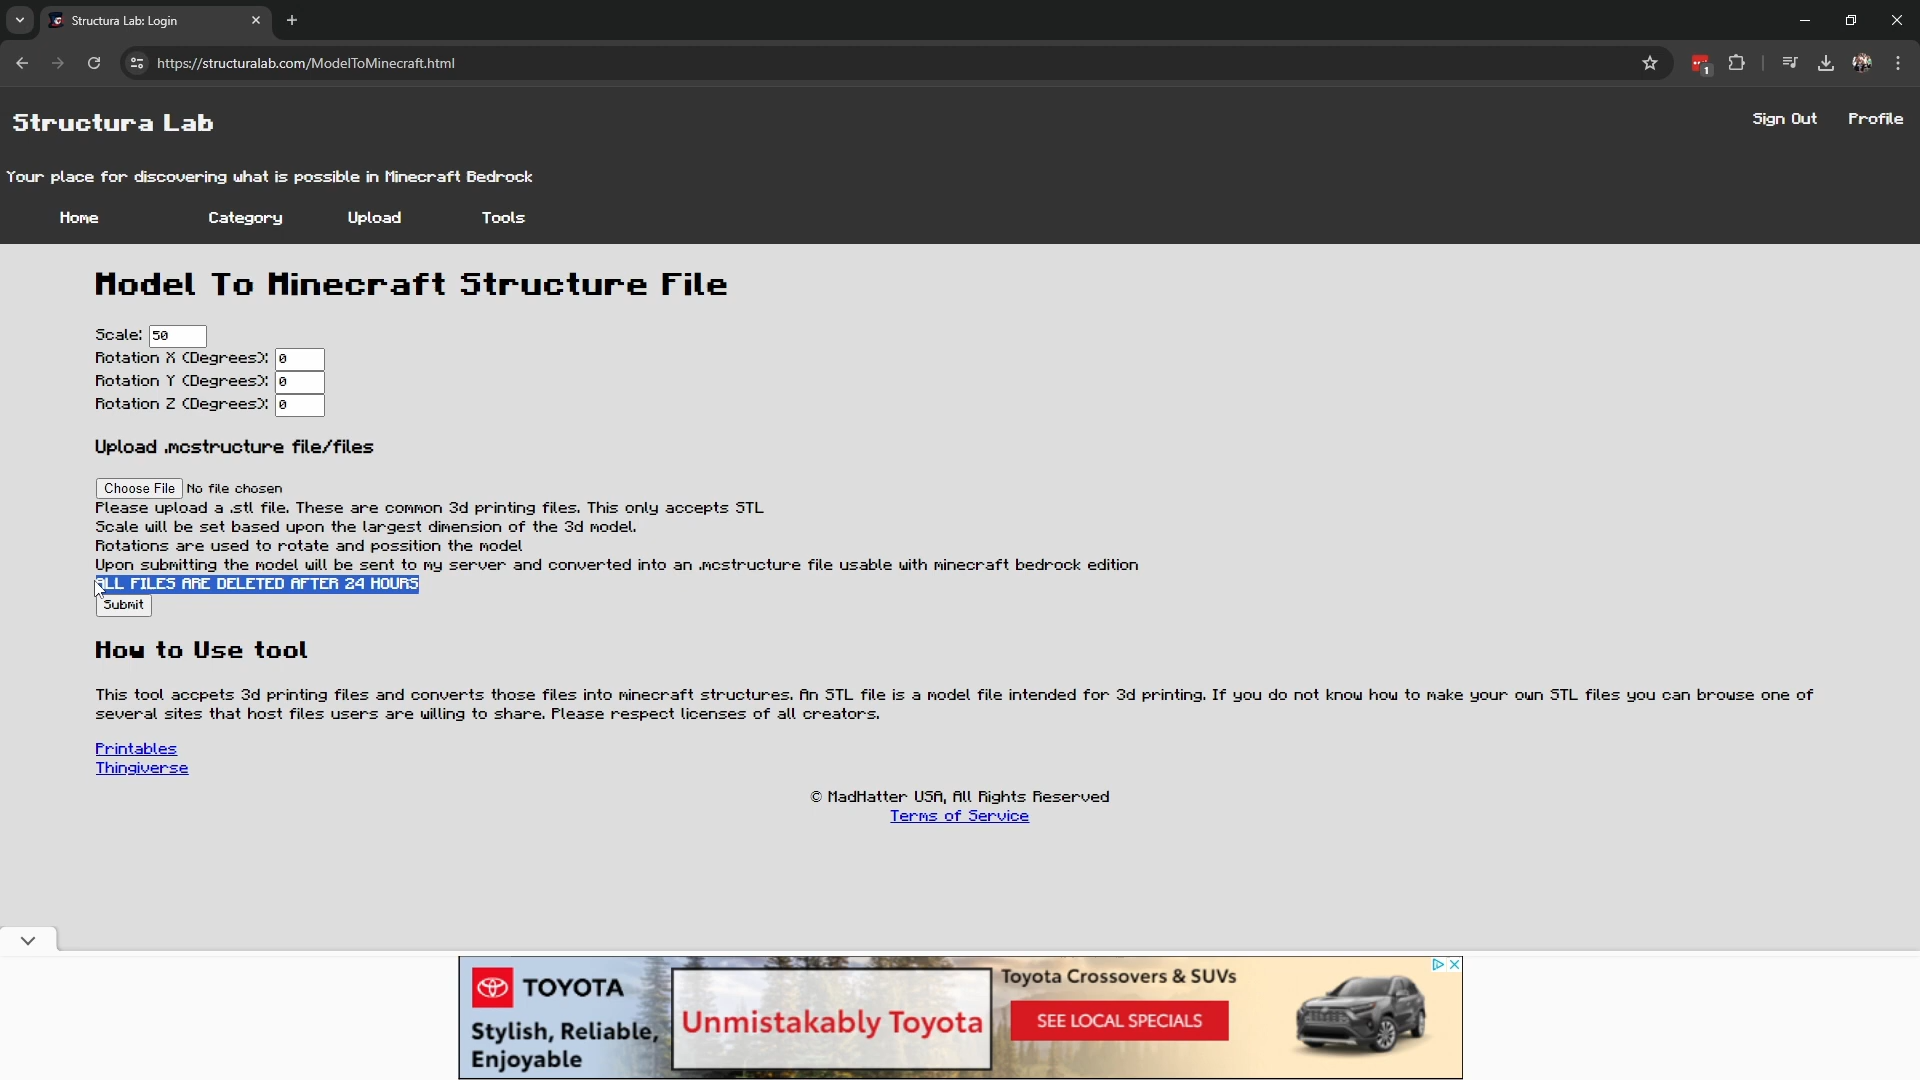 Structura Lab: Login
https://structuralab.com/ModelToMinecraft.html
1
Structura Lab
Sign Out Profile
Your place for discovering what is possible in Minecraft Bedrock
Home Category Upload Tools
Model To Minecraft Structure File
Scale: 50
Rotation X (Degrees): 0
Rotation Y (Degrees): 0
Rotation Z (Degrees): 0
Upload .mcstructure file/files
Choose File No file chosen
Please upload a .stl file. These are common 3d printing files. This only accepts STL
Scale will be set based upon the largest dimension of the 3d model.
Rotations are used to rotate and possition the model
Upon submitting the model will be sent to my server and converted into an .mcstructure file usable with minecraft bedrock edition
ALL FILES ARE DELETED AFTER 24 HOURS
Submit
How to Use tool
This tool accpets 3d printing files and converts those files into minecraft structures. An STL file is a model file intended for 3d printing. If you do not know how to make your own STL files you can browse one of
several sites that host files users are willing to share. Please respect licenses of all creators.
Printables
Thingiverse
© MadHatter USA, All Rights Reserved
Terms of Service
TOYOTA
Stylish, Reliable,
Enjoyable
Unmistakably Toyota
Toyota Crossovers & SUVs
SEE LOCAL SPECIALS